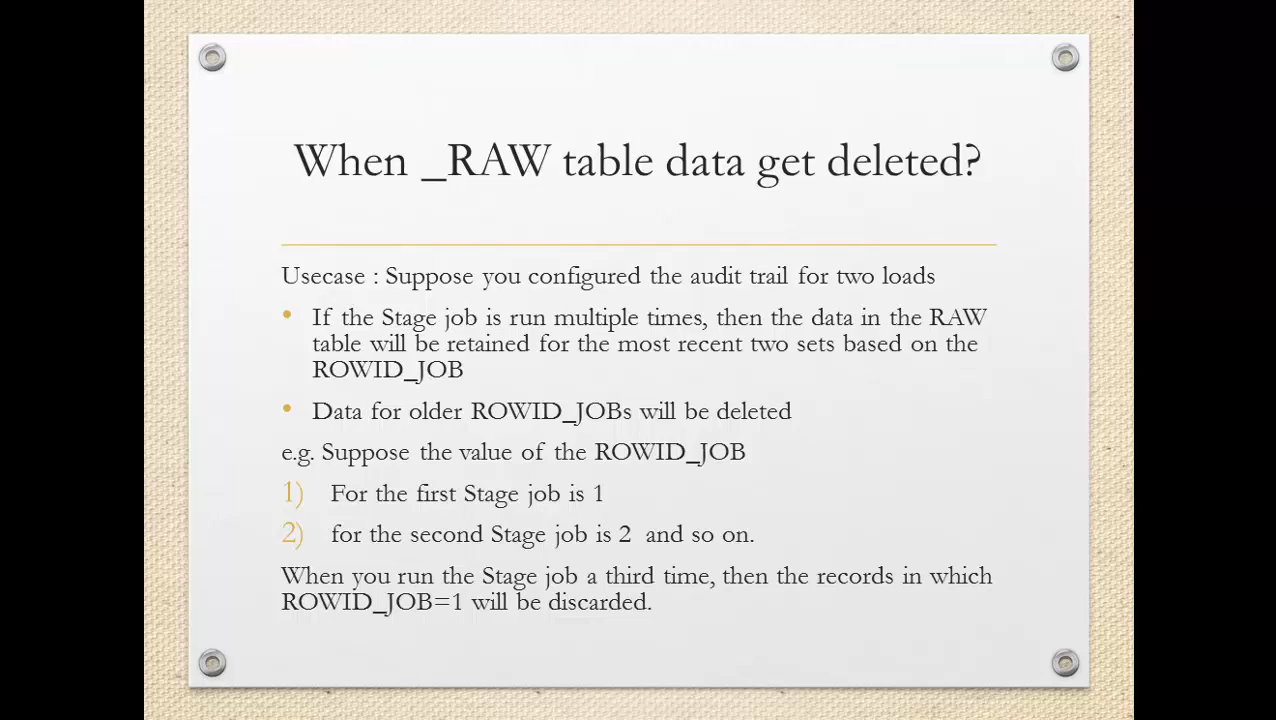 When _RAW table data get deleted?
Usecase : Suppose you configured the audit trail for two loads
• If the Stage job is run multiple times, then the data in the RAW
table will be retained for the most recent two sets based on the
ROWID_JOB
• Data for older ROWID_JOBs will be deleted
e.g. Suppose the value of the ROWID_JOB
1) For the first Stage job is 1
2) for the second Stage job is 2 and so on.
When you run the Stage job a third time, then the records in which
ROWID_JOB=1 will be discarded.